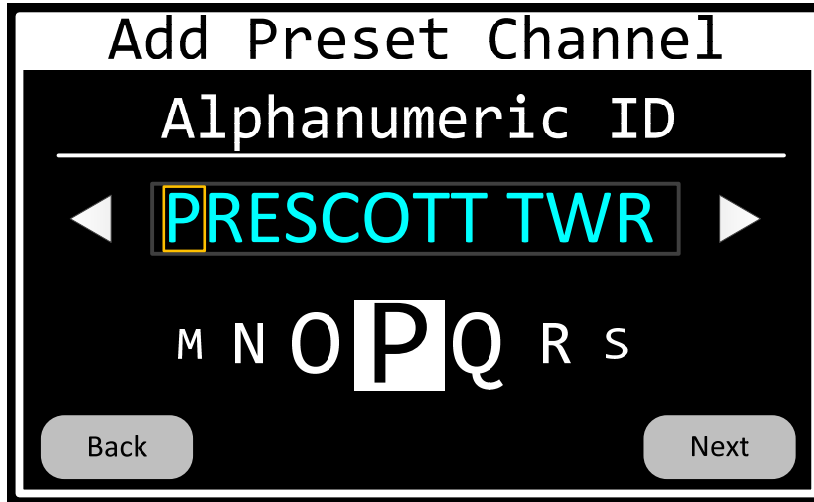 Add Preset Channel
Alphanumeric ID
PRESCOTT TWR
M N O P Q R S
Back Next